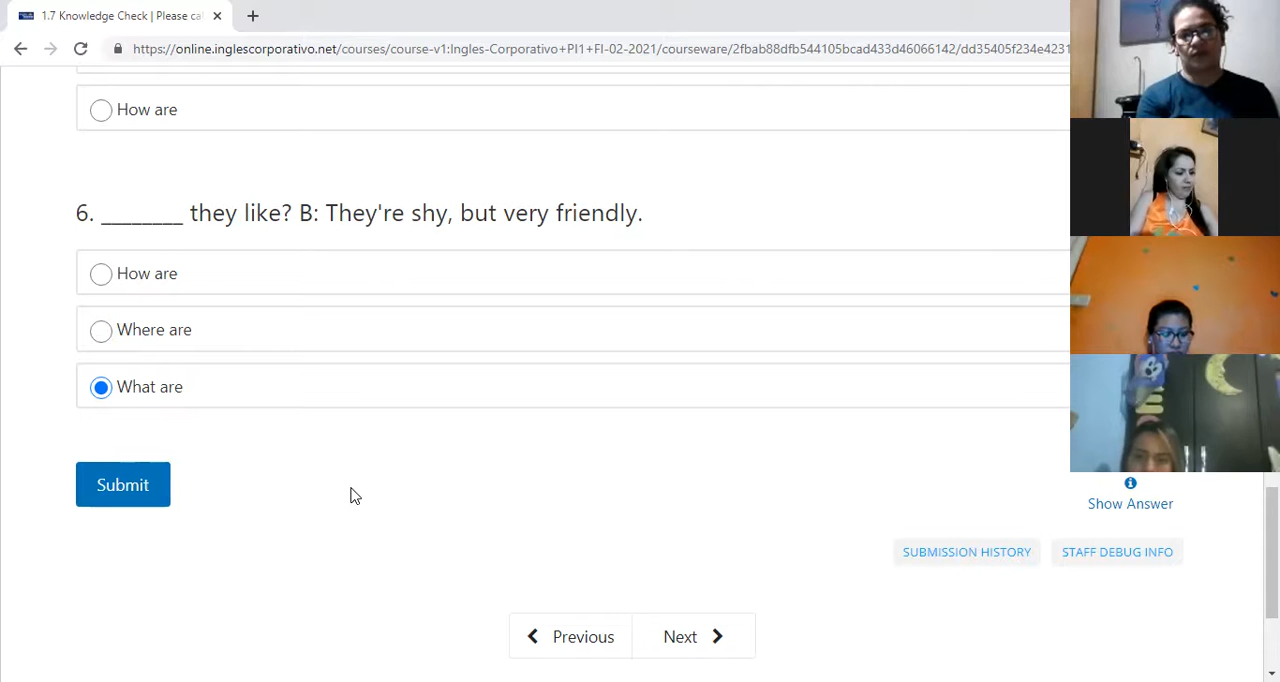 1.7 Knowledge Check | Please ca
https://online.inglescorporativo.net/courses/course-v1:Ingles-Corporativo+PI1+FI-02-2021/courseware/2fbab88dfb544105bcad433d46066142/dd35405f234e4231
How are
6. ________ they like? B: They're shy, but very friendly.
How are
Where are
What are
Submit
Show Answer
SUBMISSION HISTORY
STAFF DEBUG INFO
Previous
Next